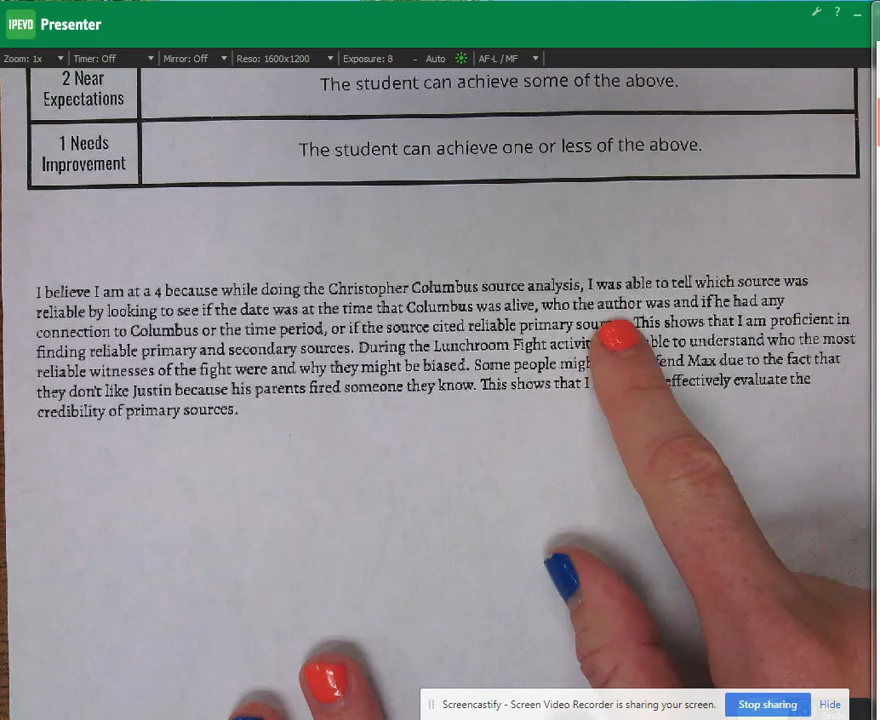 IPEVO Presenter
Zoom: 1x Timer: Off Mirror: Off Reso: 1600x1200 Exposure: 8 - Auto AF-L / MF
2 Near
Expectations
The student can achieve some of the above.
1 Needs
Improvement
The student can achieve one or less of the above.
I believe I am at a 4 because while doing the Christopher Columbus source analysis, I was able to tell which source was
reliable by looking to see if the date was at the time that Columbus was alive, who the author was and if he had any
connection to Columbus or the time period, or if the source cited reliable primary This shows that I am proficient in
finding reliable primary and secondary sources. During the Lunchroom Fight to understand who the most
reliable witnesses of the fight were and why they might be biased. Some people Max due to the fact that
they don't like Justin because his parents fired someone they know. This shows that I effectively evaluate the
credibility of primary sources.
Screencastify - Screen Video Recorder is sharing your screen. Stop sharing Hide